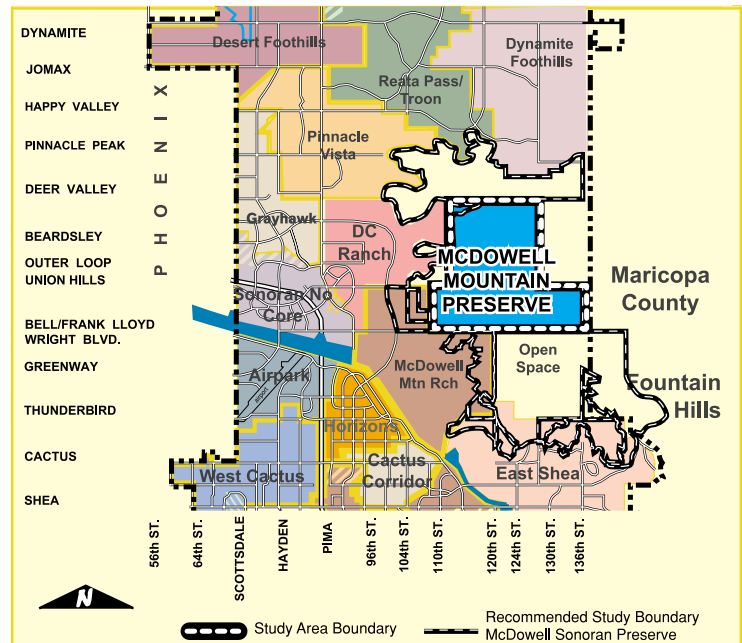 DYNAMITE
JOMAX
HAPPY VALLEY
PINNACLE PEAK
DEER VALLEY
BEARDSLEY
OUTER LOOP
UNION HILLS
BELL/FRANK LLOYD
WRIGHT BLVD.
GREENWAY
THUNDERBIRD
CACTUS
SHEA
PHOENIX
Desert Foothills
Dynamite
Foothills
Reata Pass/
Troon
Pinnacle
Vista
Grayhawk
DC
Ranch
MCDOWELL
MOUNTAIN
PRESERVE
Maricopa
County
Sonoran No
Core
McDowell
Mtn Rch
Open
Space
Airpark
airport
Fountain
Hills
Horizons
West Cactus
Cactus
Corridor
East Shea
56th ST.
64th ST.
SCOTTSDALE
HAYDEN
PIMA
96th ST.
104th ST.
110th ST.
120th ST.
124th ST.
130th ST.
136th ST.
N
Study Area Boundary
Recommended Study Boundary
McDowell Sonoran Preserve